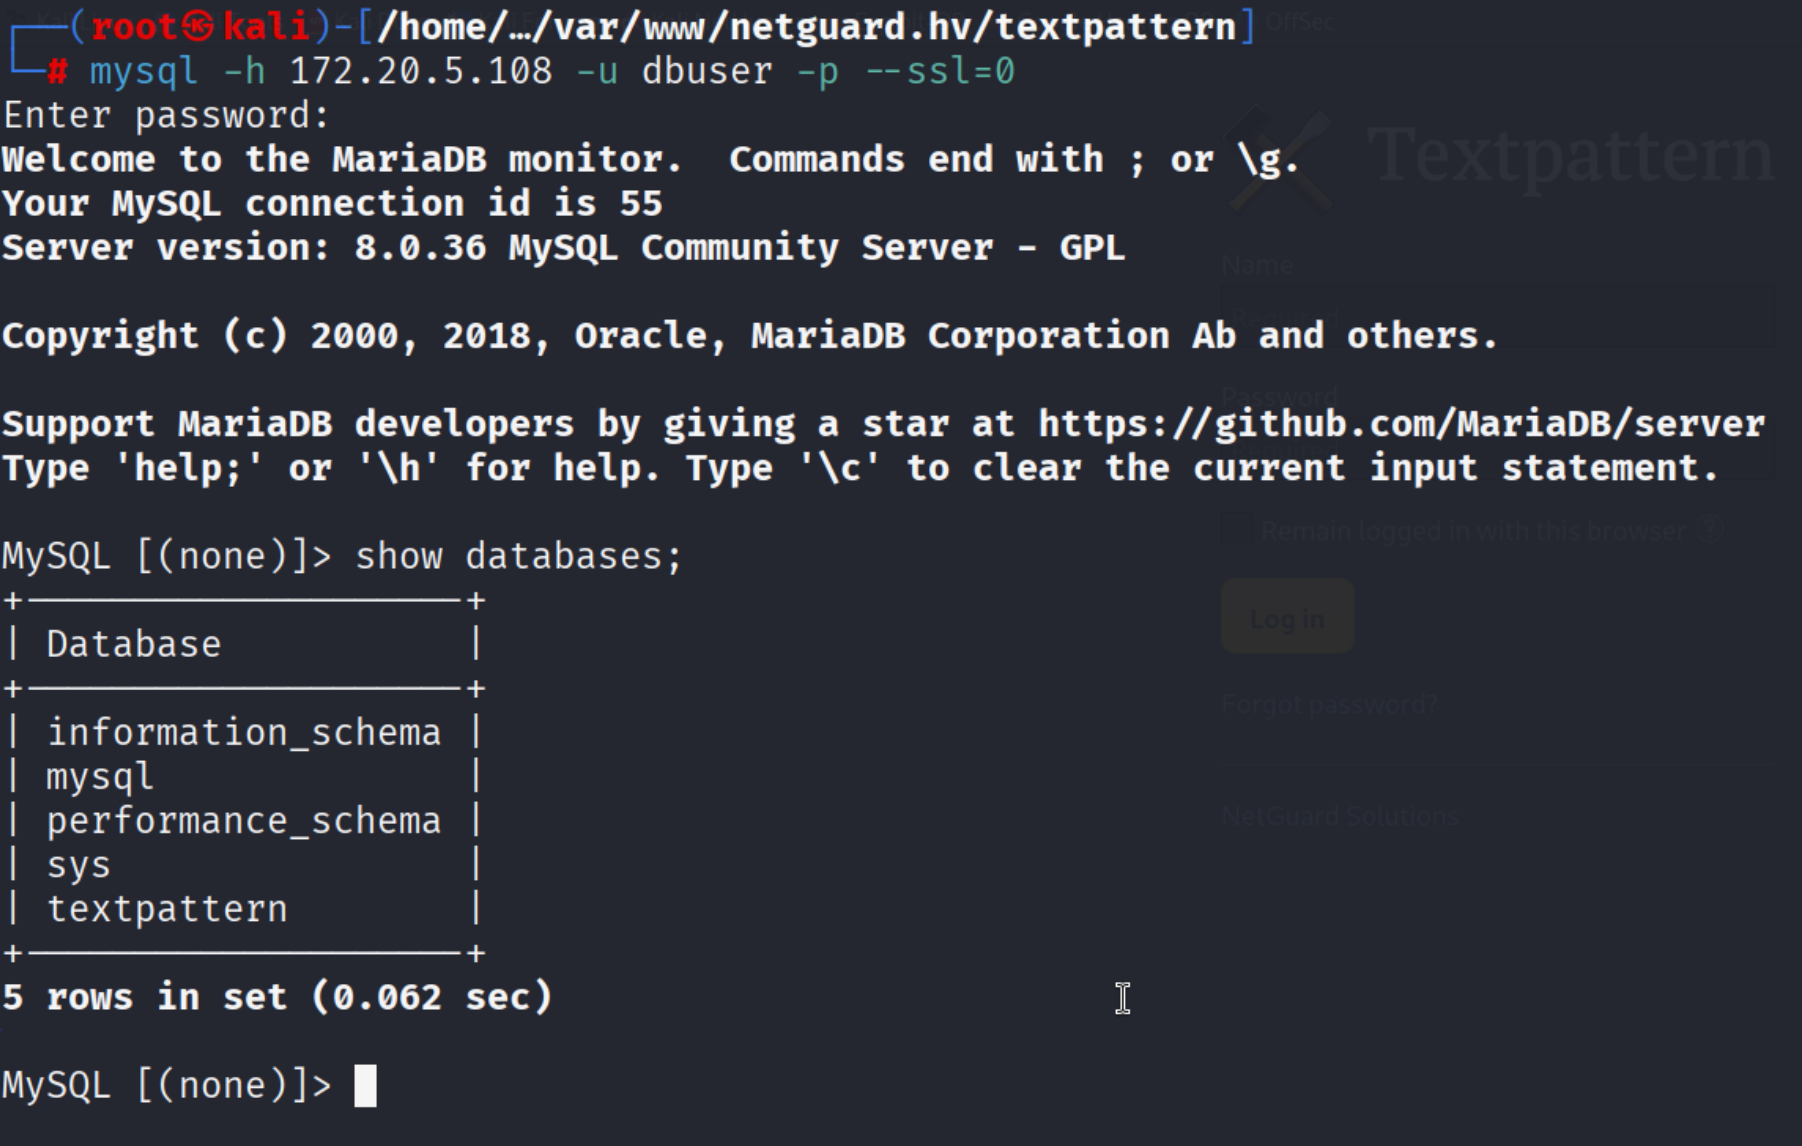 ┌──(root㉿kali)-[/home/…/var/www/netguard.hv/textpattern]
OffSec
└─# mysql -h 172.20.5.108 -u dbuser -p --ssl=0
Enter password:
Welcome to the MariaDB monitor.  Commands end with ; or \g.
Textpattern
Your MySQL connection id is 55
Server version: 8.0.36 MySQL Community Server - GPL
Name
Copyright (c) 2000, 2018, Oracle, MariaDB Corporation Ab and others.
Password
Support MariaDB developers by giving a star at https://github.com/MariaDB/server
Type 'help;' or '\h' for help. Type '\c' to clear the current input statement.
Remain logged in with this browser
MySQL [(none)]> show databases;
+--------------------+
Log in
| Database           |
+--------------------+
Forgot password?
| information_schema |
| mysql              |
| performance_schema |
NetGuard Solutions
| sys                |
| textpattern        |
+--------------------+
5 rows in set (0.062 sec)
MySQL [(none)]>